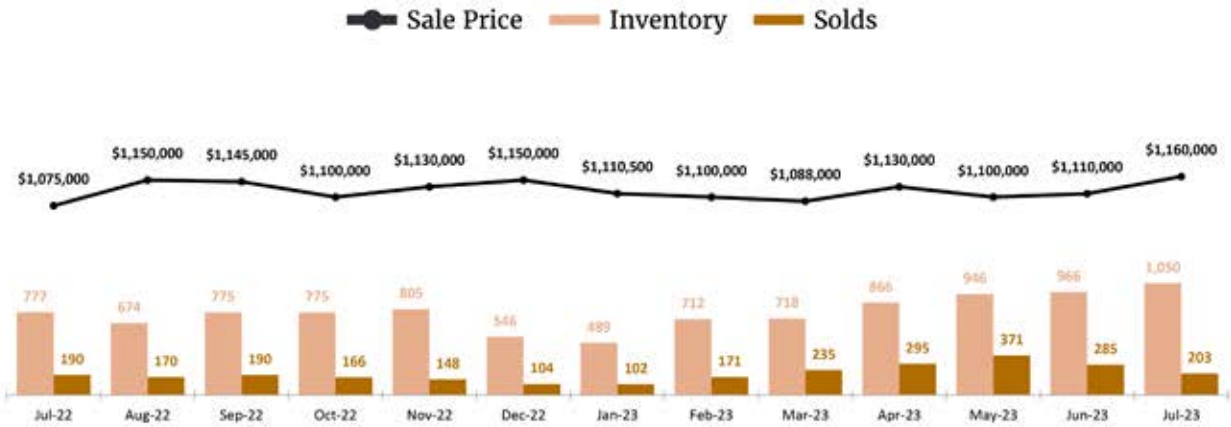 Sale Price Inventory Solds
$1,075,000 $1,150,000 $1,145,000 $1,100,000 $1,130,000 $1,150,000 $1,110,500 $1,100,000 $1,088,000 $1,130,000 $1,100,000 $1,110,000 $1,160,000
777 674 775 775 805 546 489 712 718 866 946 966 1,050
190 170 190 166 148 104 102 171 235 295 371 285 203
Jul-22 Aug-22 Sep-22 Oct-22 Nov-22 Dec-22 Jan-23 Feb-23 Mar-23 Apr-23 May-23 Jun-23 Jul-23